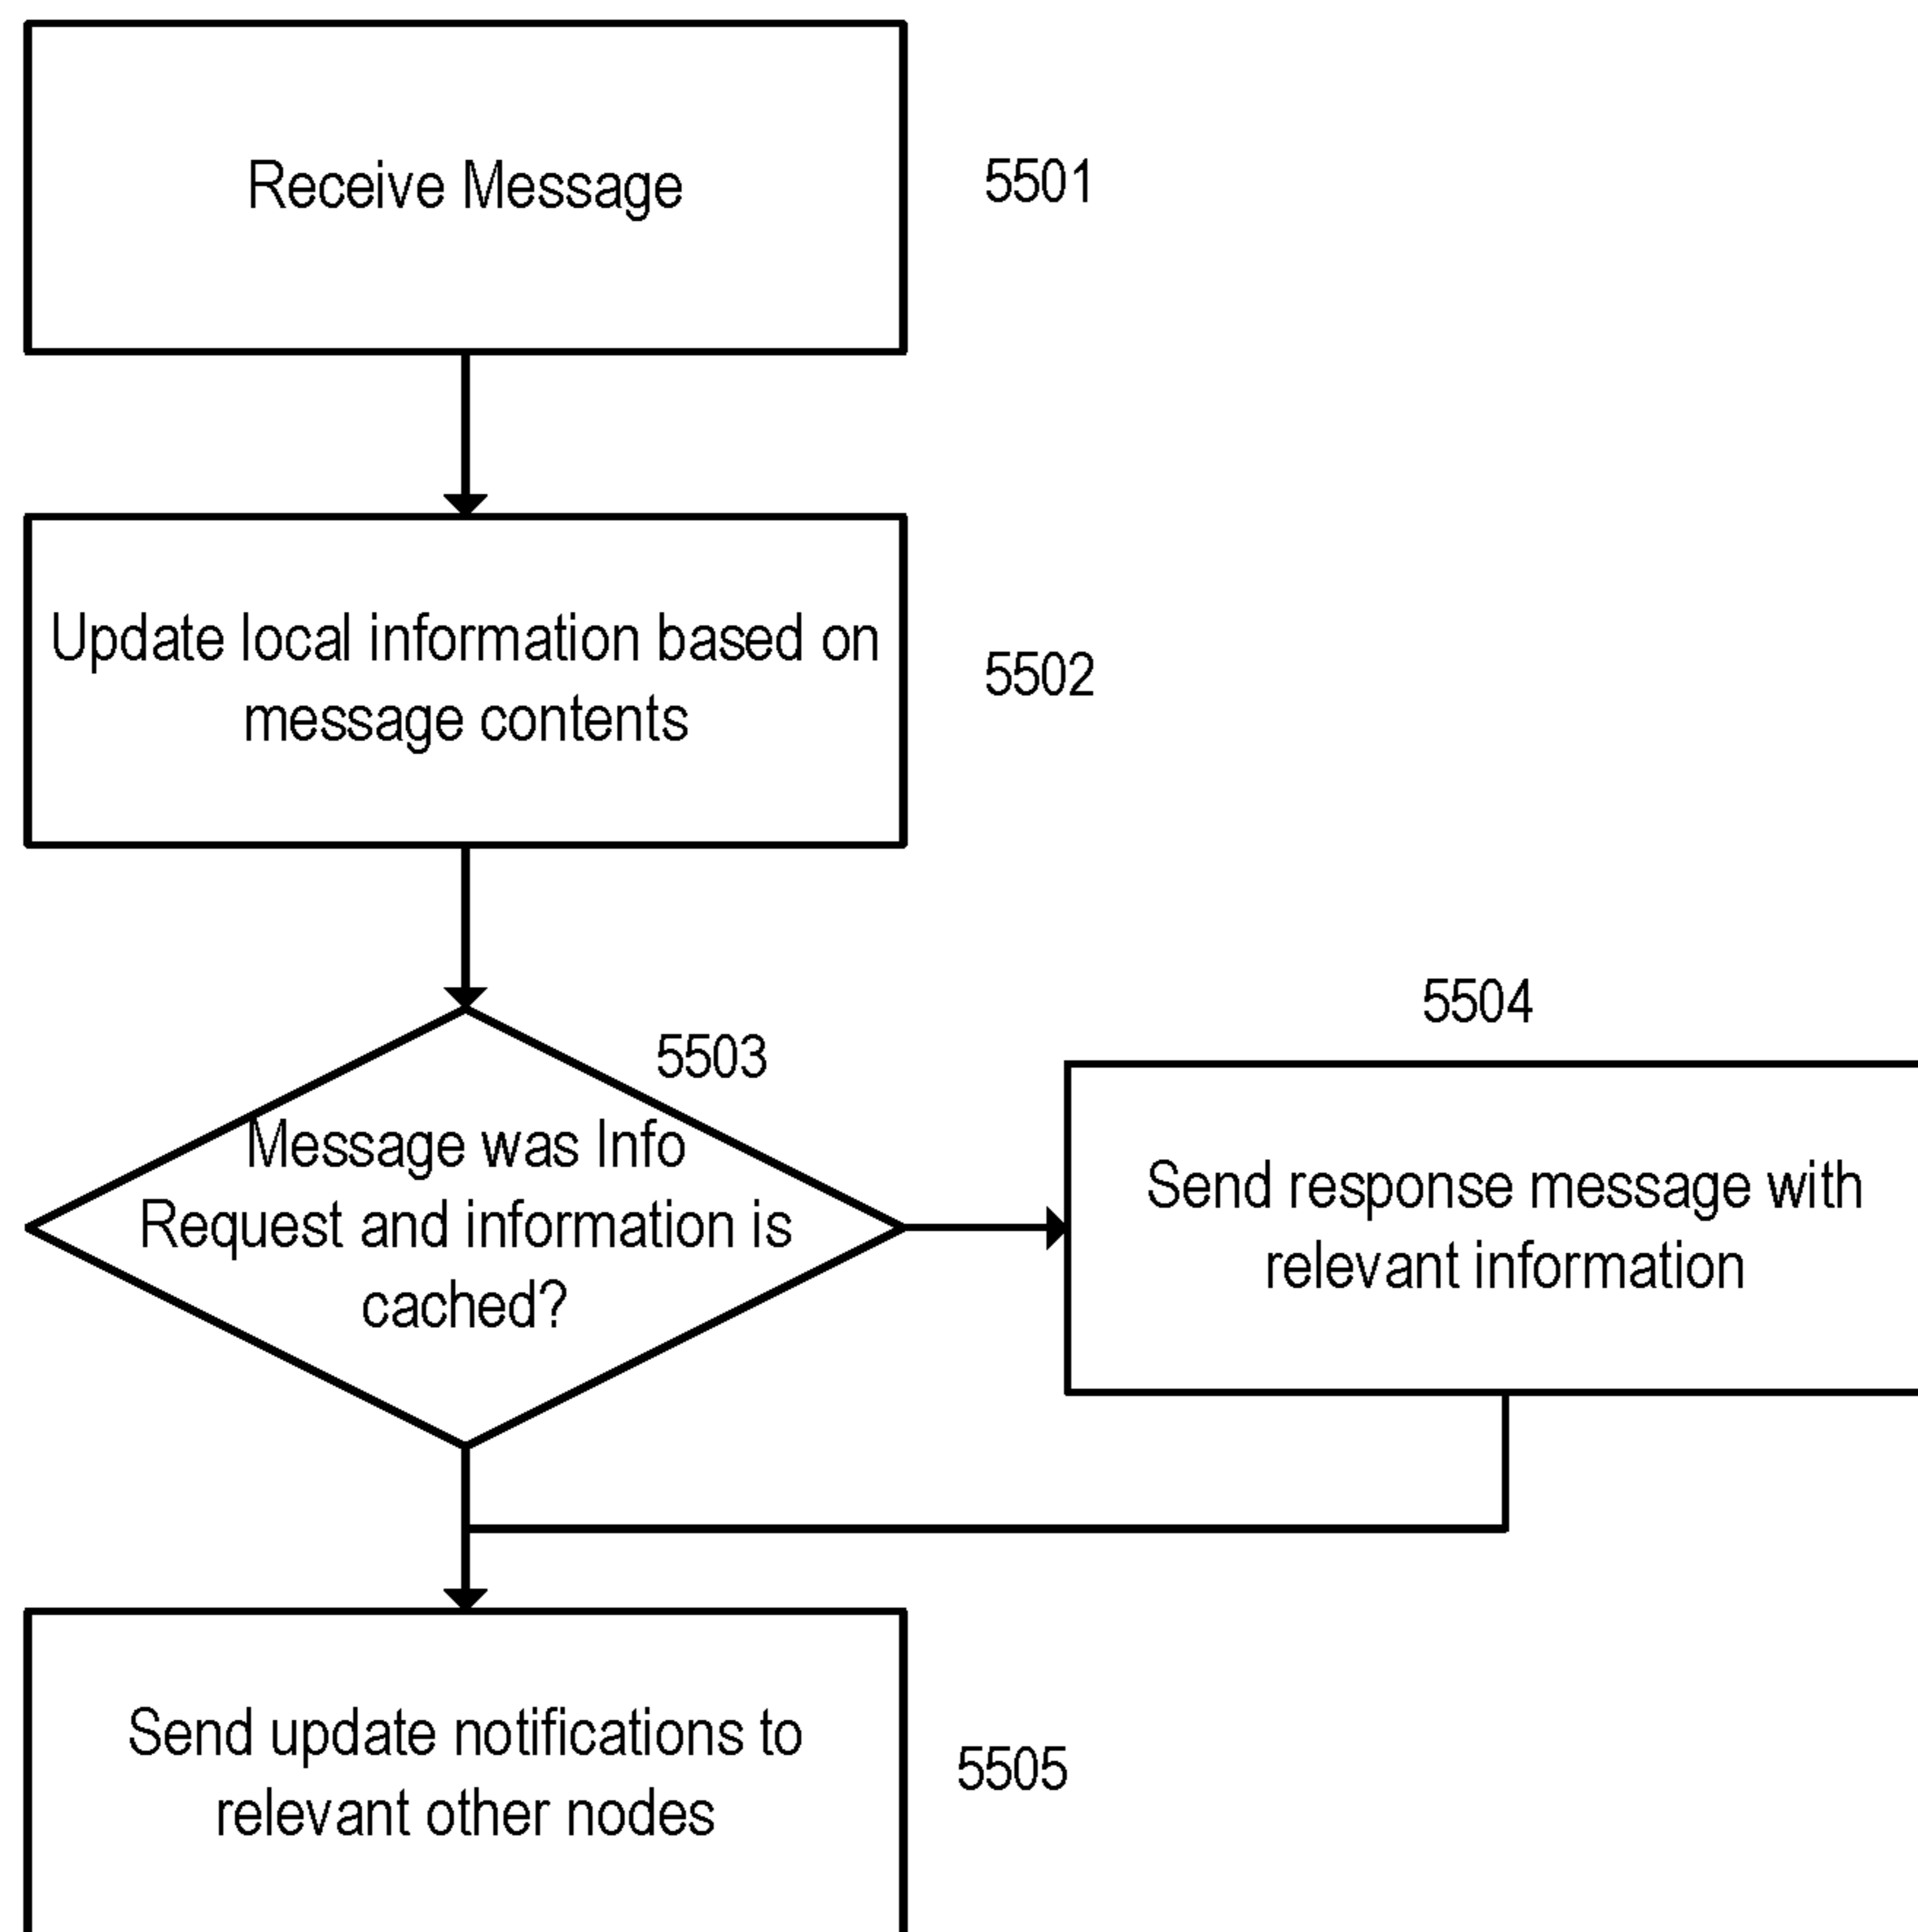 Receive Message
5501
Update local information based on
message contents
5502
5503
Message was Info
Request and information is
cached?
5504
Send response message with
relevant information
Send update notifications to
relevant other nodes
5505